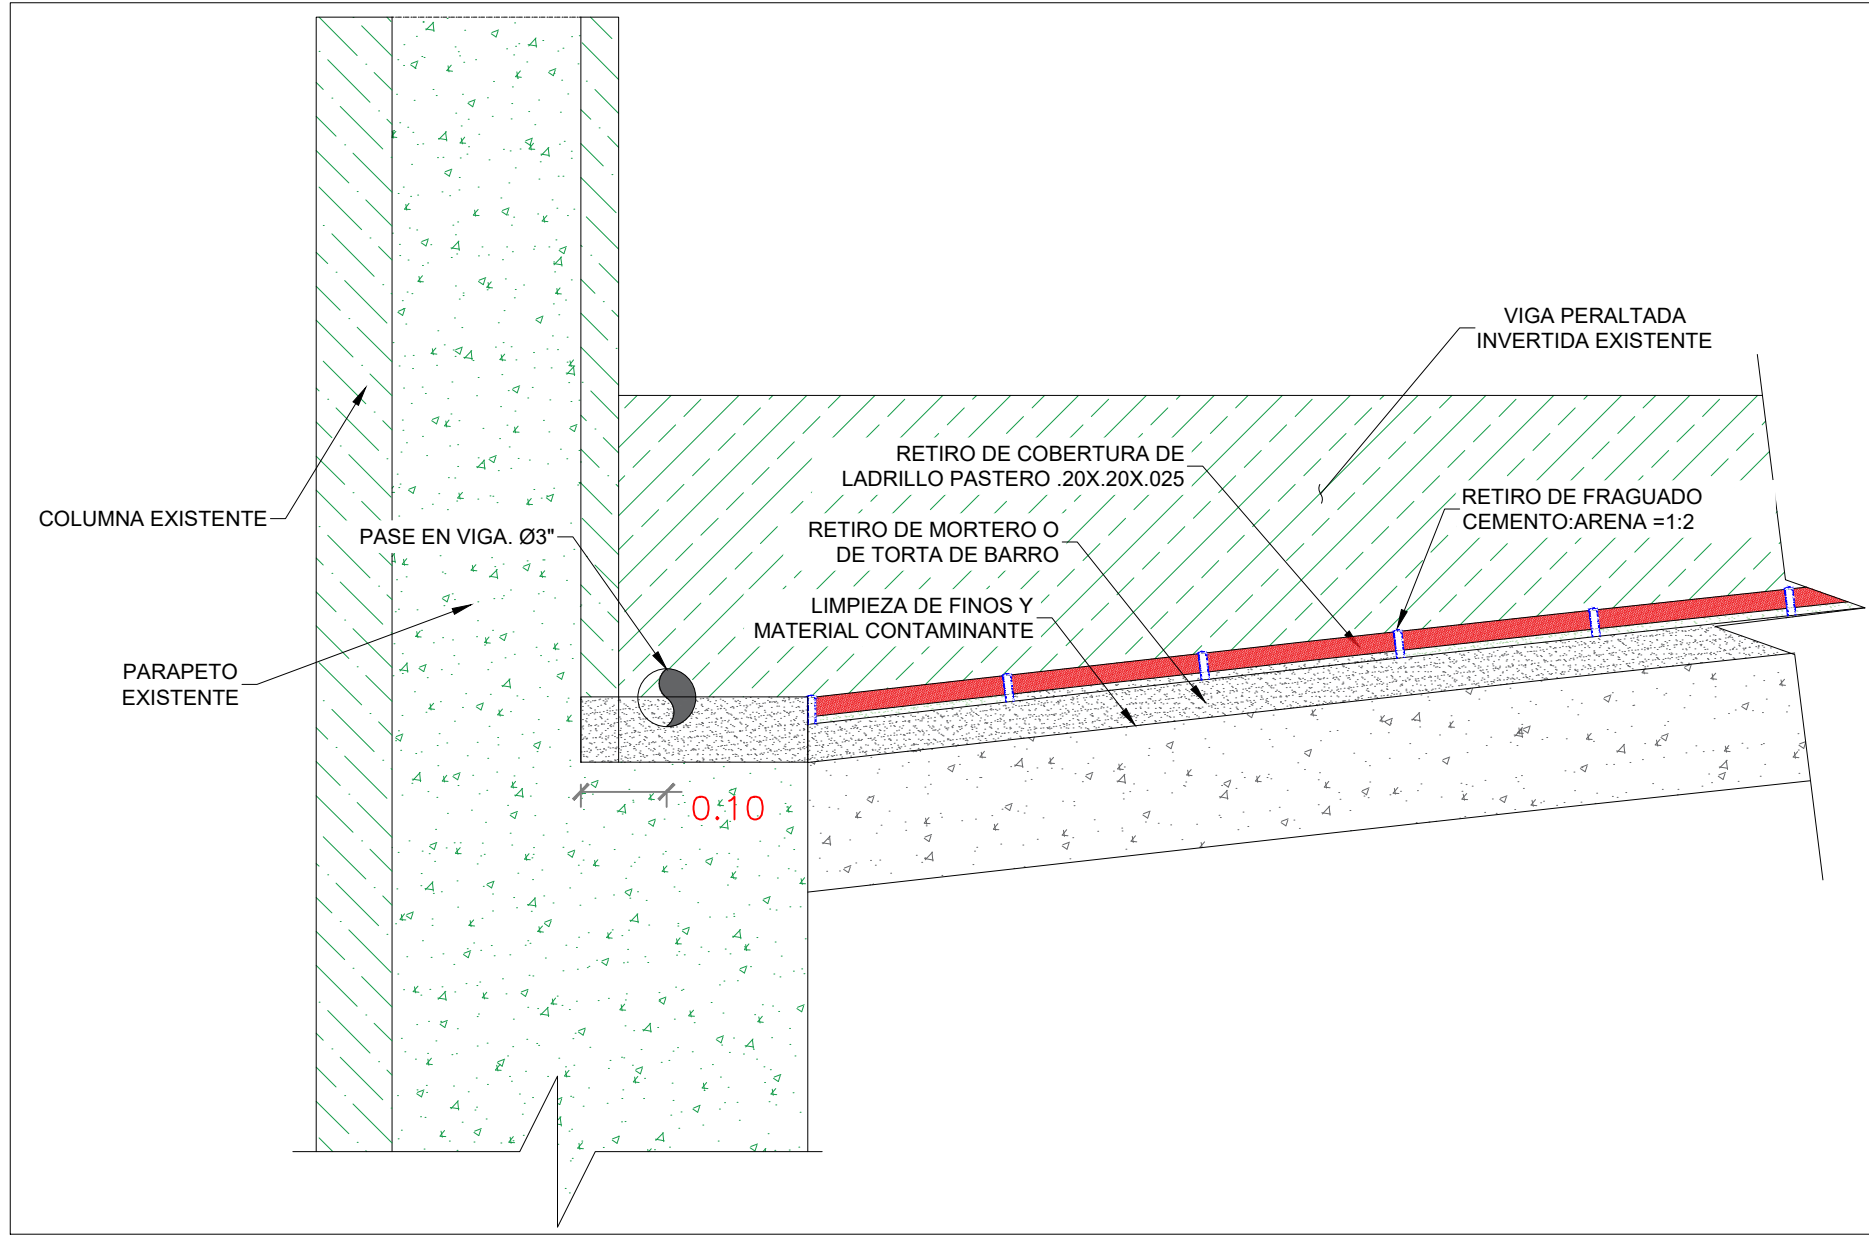 VIGA PERALTADA
INVERTIDA EXISTENTE
RETIRO DE COBERTURA DE
LADRILLO PASTERO .20X.20X.025
RETIRO DE FRAGUADO
CEMENTO:ARENA =1:2
COLUMNA EXISTENTE
PASE EN VIGA. Ø3"
RETIRO DE MORTERO O
DE TORTA DE BARRO
LIMPIEZA DE FINOS Y
MATERIAL CONTAMINANTE
PARAPETO
EXISTENTE
0.10